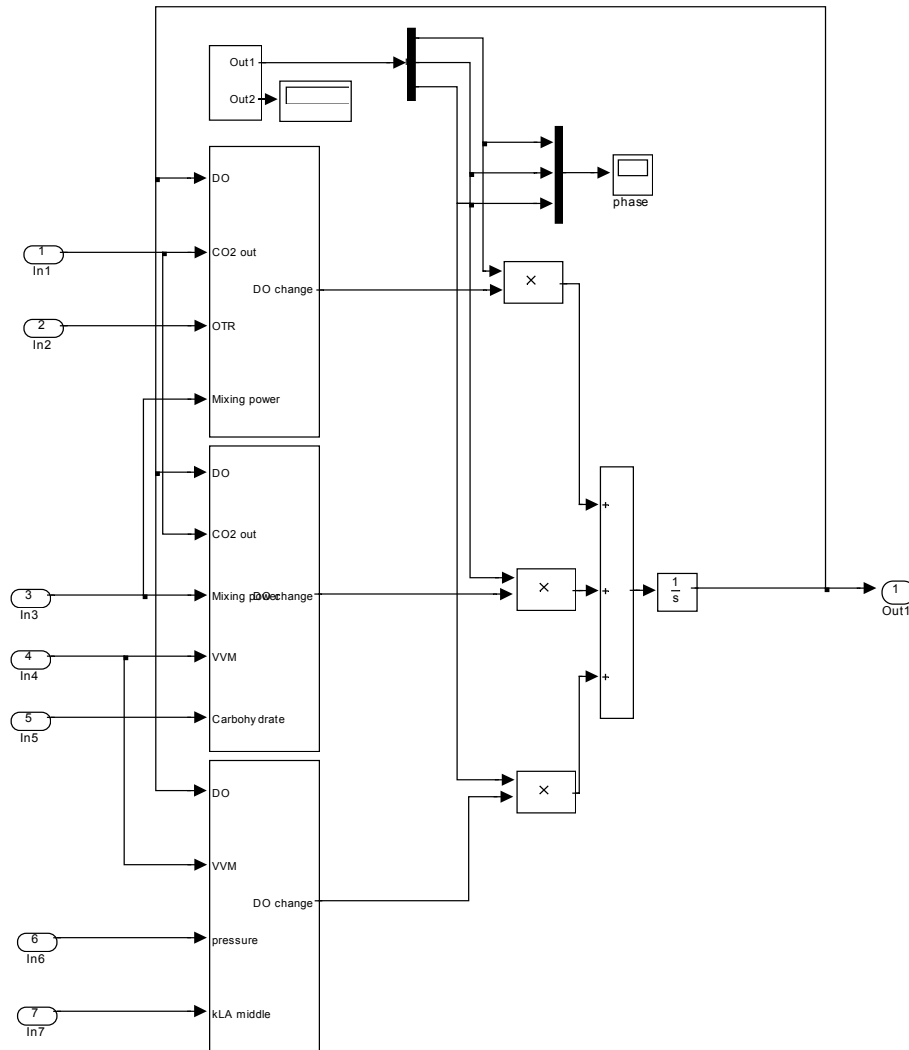 Out1
Out2
DO
phase
1
In1
CO2 out
×
DO change
2
In2
OTR
Mixing power
DO
CO2 out
+
3
In3
Mixing power
DO change
×
+
1
s
1
Out1
4
In4
VVM
+
5
In5
Carbohydrate
DO
×
VVM
DO change
6
In6
pressure
7
In7
kLA middle